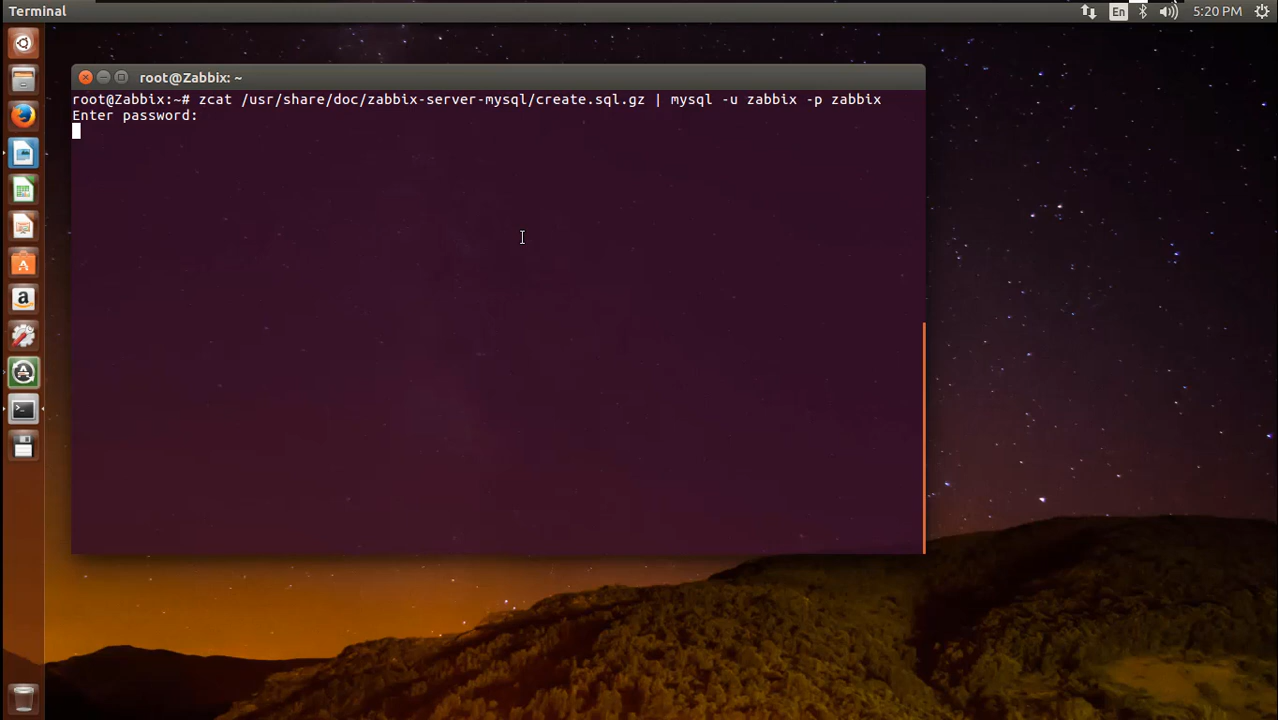 Terminal
En
5:20 PM
root@Zabbix: ~
root@Zabbix:~# zcat /usr/share/doc/zabbix-server-mysql/create.sql.gz | mysql -u zabbix -p zabbix
Enter password: